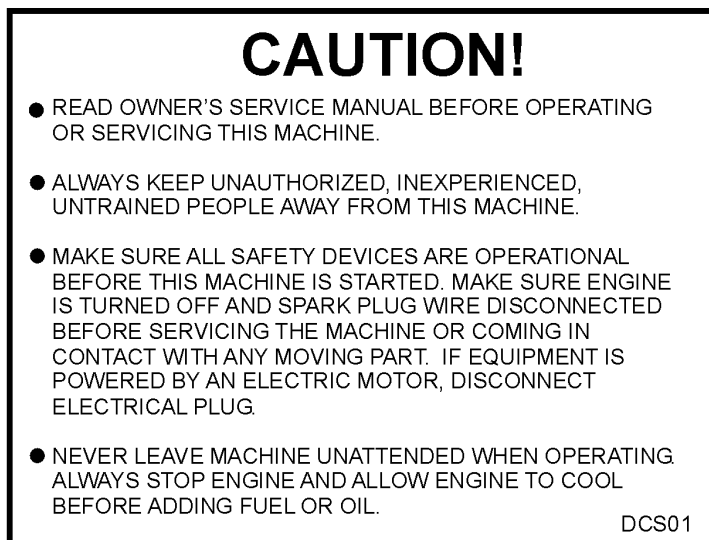 CAUTION!
● READ OWNER'S SERVICE MANUAL BEFORE OPERATING
OR SERVICING THIS MACHINE.
● ALWAYS KEEP UNAUTHORIZED, INEXPERIENCED,
UNTRAINED PEOPLE AWAY FROM THIS MACHINE.
● MAKE SURE ALL SAFETY DEVICES ARE OPERATIONAL
BEFORE THIS MACHINE IS STARTED. MAKE SURE ENGINE
IS TURNED OFF AND SPARK PLUG WIRE DISCONNECTED
BEFORE SERVICING THE MACHINE OR COMING IN
CONTACT WITH ANY MOVING PART. IF EQUIPMENT IS
POWERED BY AN ELECTRIC MOTOR, DISCONNECT
ELECTRICAL PLUG.
● NEVER LEAVE MACHINE UNATTENDED WHEN OPERATING.
ALWAYS STOP ENGINE AND ALLOW ENGINE TO COOL
BEFORE ADDING FUEL OR OIL.
DCS01